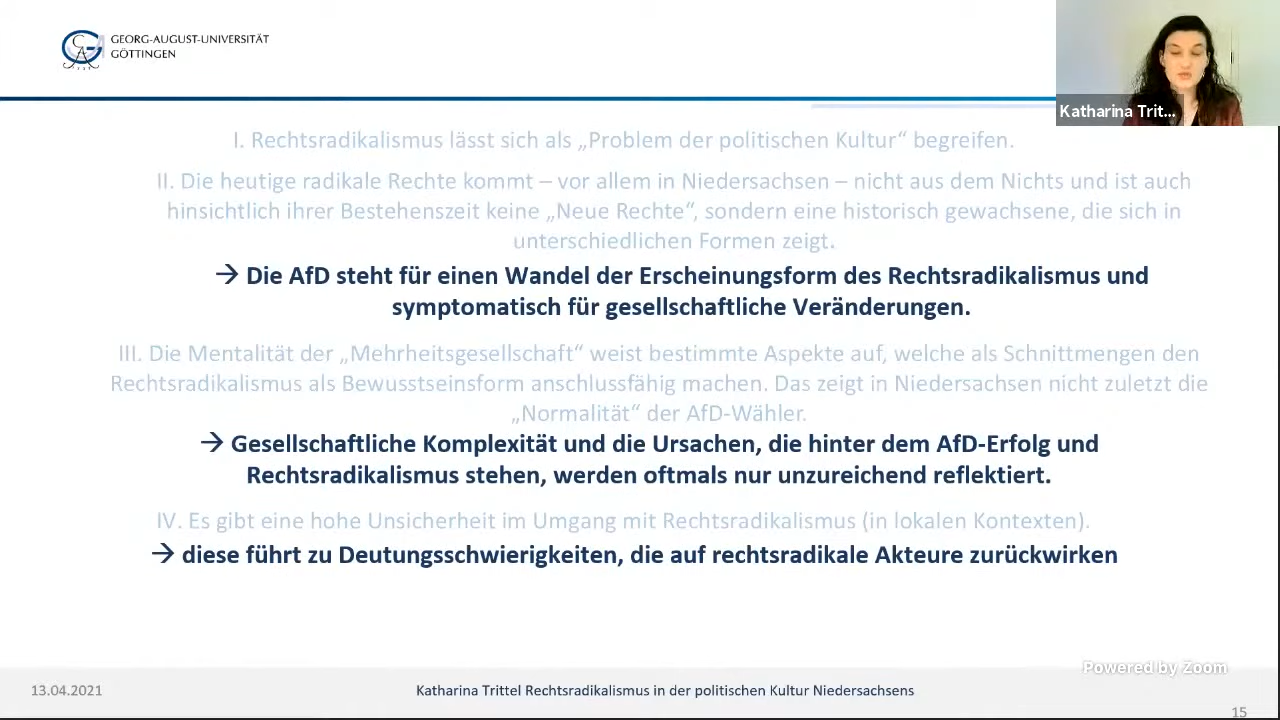 GEORG-AUGUST-UNIVERSITÄT
GÖTTINGEN
Katharina Trit...
I. Rechtsradikalismus lässt sich als „Problem der politischen Kultur“ begreifen.
II. Die heutige radikale Rechte kommt – vor allem in Niedersachsen – nicht aus dem Nichts und ist auch
hinsichtlich ihrer Bestehenszeit keine „Neue Rechte“, sondern eine historisch gewachsene, die sich in
unterschiedlichen Formen zeigt.
→ Die AfD steht für einen Wandel der Erscheinungsform des Rechtsradikalismus und
symptomatisch für gesellschaftliche Veränderungen.
III. Die Mentalität der „Mehrheitsgesellschaft“ weist bestimmte Aspekte auf, welche als Schnittmengen den
Rechtsradikalismus als Bewusstseinsform anschlussfähig machen. Das zeigt in Niedersachsen nicht zuletzt die
„Normalität“ der AfD-Wähler.
→ Gesellschaftliche Komplexität und die Ursachen, die hinter dem AfD-Erfolg und
Rechtsradikalismus stehen, werden oftmals nur unzureichend reflektiert.
IV. Es gibt eine hohe Unsicherheit im Umgang mit Rechtsradikalismus (in lokalen Kontexten).
→ diese führt zu Deutungsschwierigkeiten, die auf rechtsradikale Akteure zurückwirken
Powered by Zoom
13.04.2021
Katharina Trittel Rechtsradikalismus in der politischen Kultur Niedersachsens
15